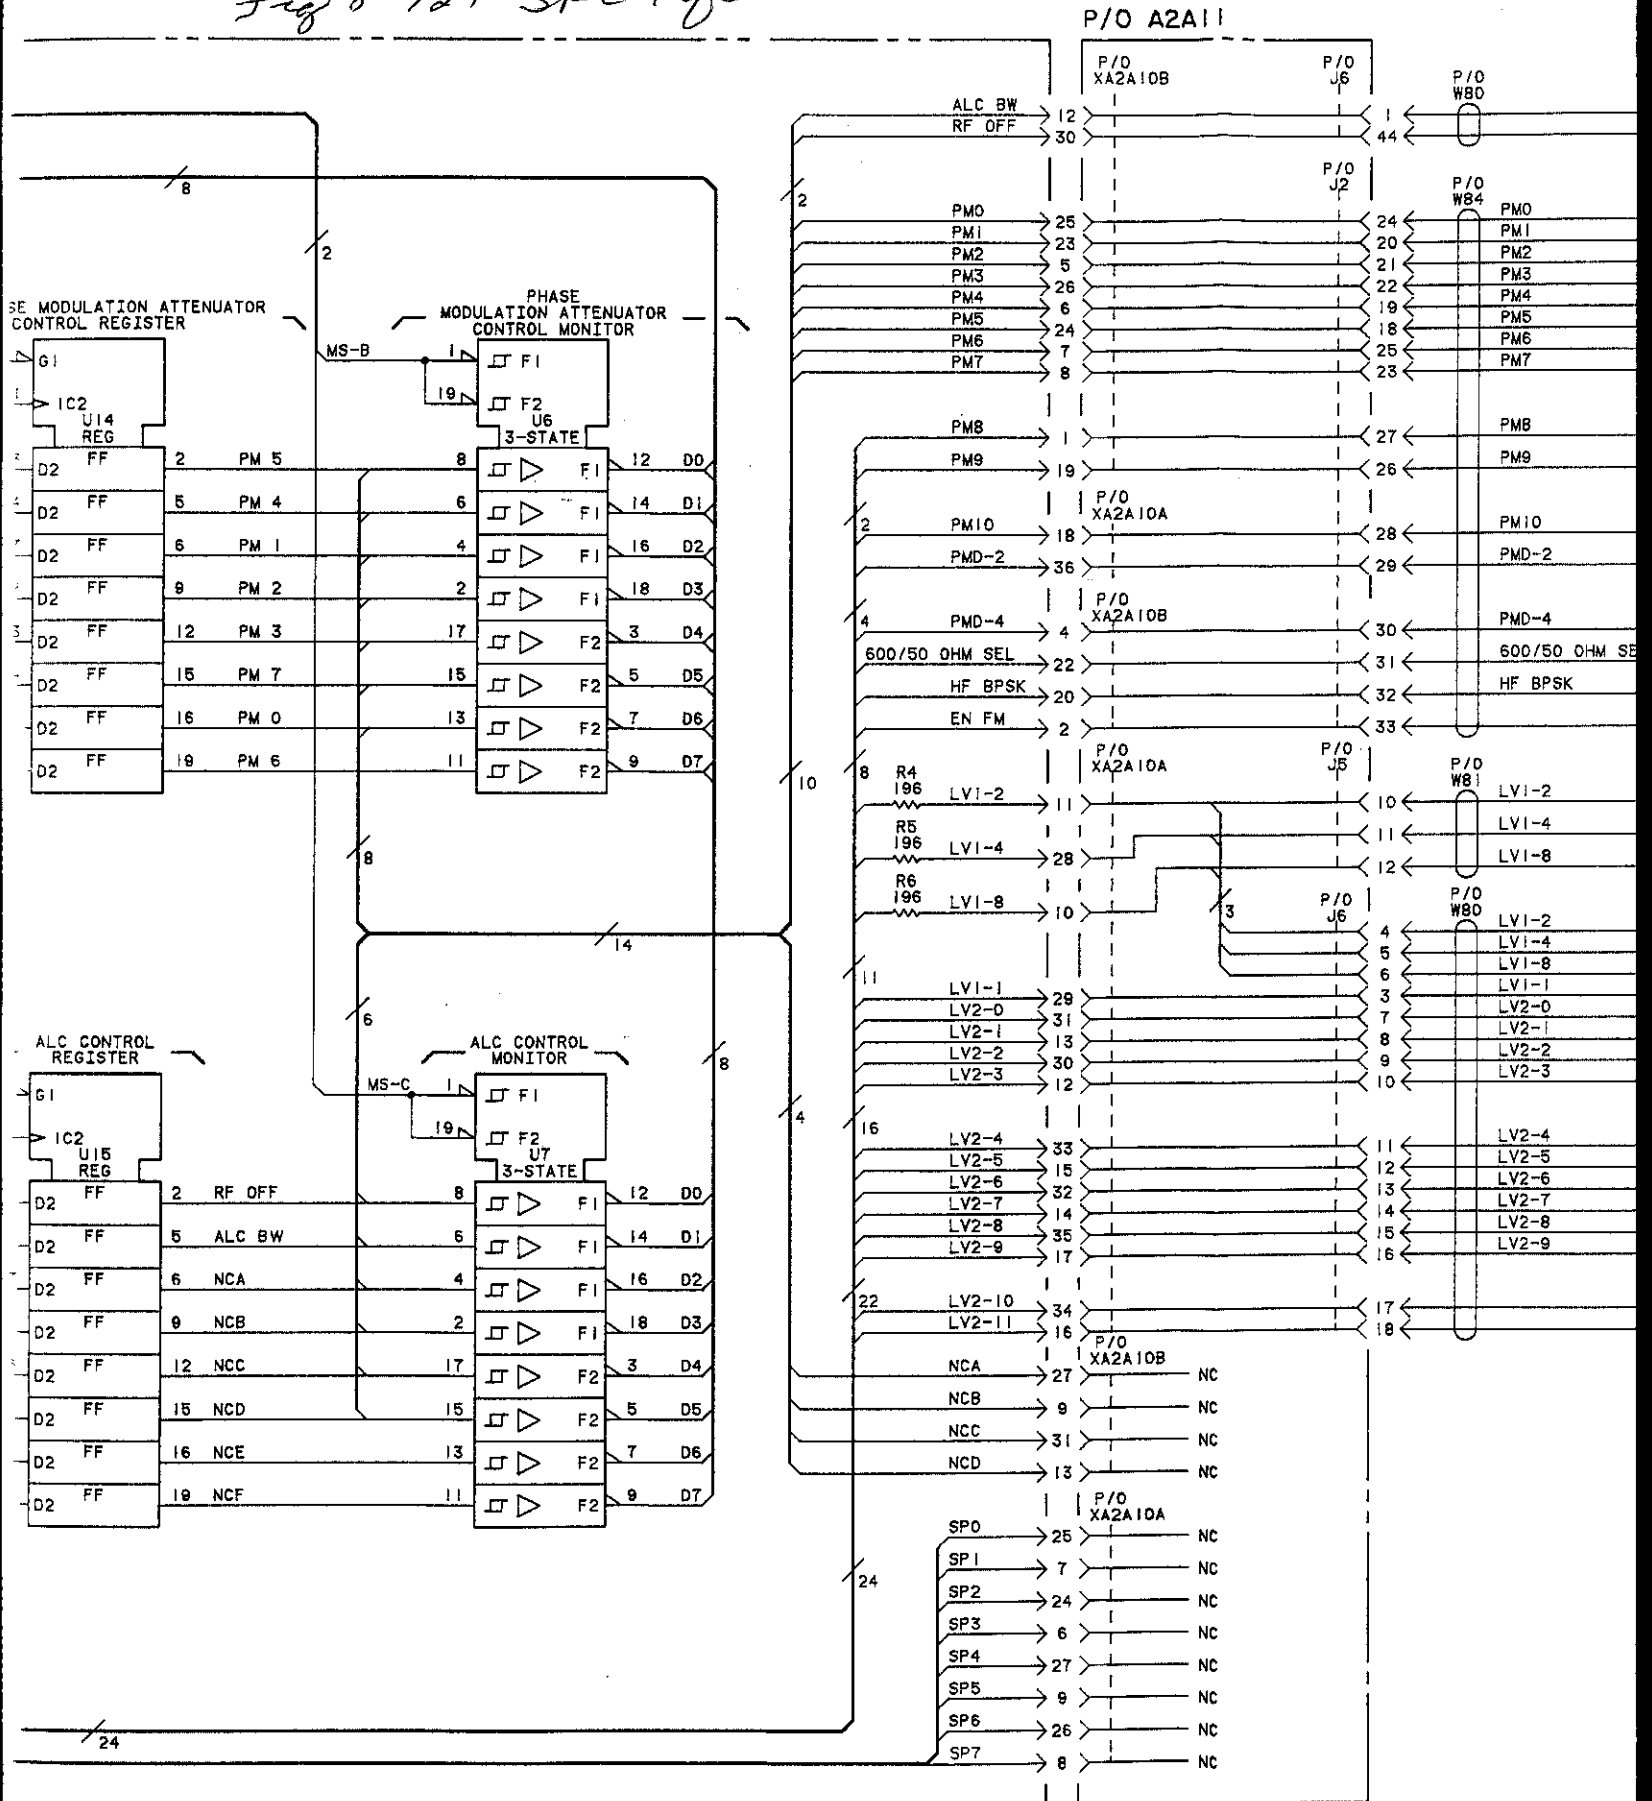 Fig 8
P/O A2A11
P/O
XA2A10B
P/O
J6
P/O
W80
ALC BW 12 1
RF OFF 30 44
8
2
2
P/O
J2
P/O
W84
PM0 25 24 PM0
PM1 23 20 PM1
PM2 5 21 PM2
PM3 26 22 PM3
PM4 6 19 PM4
PM5 24 18 PM5
PM6 7 25 PM6
PM7 8 23 PM7
SE MODULATION ATTENUATOR
CONTROL REGISTER
PHASE
MODULATION ATTENUATOR
CONTROL MONITOR
MS-B
G1
1C2
U14
REG
1 F1
19 F2
U6
3-STATE
D2 FF 2 PM 5 8 F1 12 D0
D2 FF 5 PM 4 6 F1 14 D1
D2 FF 6 PM 1 4 F1 16 D2
D2 FF 9 PM 2 2 F1 18 D3
D2 FF 12 PM 3 17 F2 3 D4
D2 FF 15 PM 7 15 F2 5 D5
D2 FF 16 PM 0 13 F2 7 D6
D2 FF 19 PM 6 11 F2 9 D7
PM8 1 27 PM8
PM9 19 26 PM9
P/O
XA2A10A
2
PM10 18 28 PM10
PMD-2 36 29 PMD-2
P/O
XA2A10B
4
PMD-4 4 30 PMD-4
600/50 OHM SEL 22 31 600/50 OHM SE
HF BPSK 20 32 HF BPSK
EN FM 2 33
P/O
XA2A10A
P/O
J5
P/O
W81
10
8
R4
196 LV1-2 11 10 LV1-2
R5
196 LV1-4 28 11 LV1-4
R6
196 LV1-8 10 12 LV1-8
8
14
3
P/O
J6
P/O
W80
4 LV1-2
5 LV1-4
6 LV1-8
11
LV1-1 29 3 LV1-1
LV2-0 31 7 LV2-0
LV2-1 13 8 LV2-1
LV2-2 30 9 LV2-2
LV2-3 12 10 LV2-3
6
8
4
16
ALC CONTROL
REGISTER
ALC CONTROL
MONITOR
MS-C
G1
1C2
U15
REG
1 F1
19 F2
U7
3-STATE
D2 FF 2 RF OFF 8 F1 12 D0
D2 FF 5 ALC BW 6 F1 14 D1
D2 FF 6 NCA 4 F1 16 D2
D2 FF 9 NCB 2 F1 18 D3
D2 FF 12 NCC 17 F2 3 D4
D2 FF 15 NCD 15 F2 5 D5
D2 FF 16 NCE 13 F2 7 D6
D2 FF 19 NCF 11 F2 9 D7
LV2-4 33 11 LV2-4
LV2-5 15 12 LV2-5
LV2-6 32 13 LV2-6
LV2-7 14 14 LV2-7
LV2-8 35 15 LV2-8
LV2-9 17 16 LV2-9
22
LV2-10 34 17
LV2-11 16 18
P/O
XA2A10B
NCA 27 NC
NCB 9 NC
NCC 31 NC
NCD 13 NC
P/O
XA2A10A
SP0 25 NC
SP1 7 NC
SP2 24 NC
SP3 6 NC
SP4 27 NC
SP5 9 NC
SP6 26 NC
SP7 8 NC
24
24